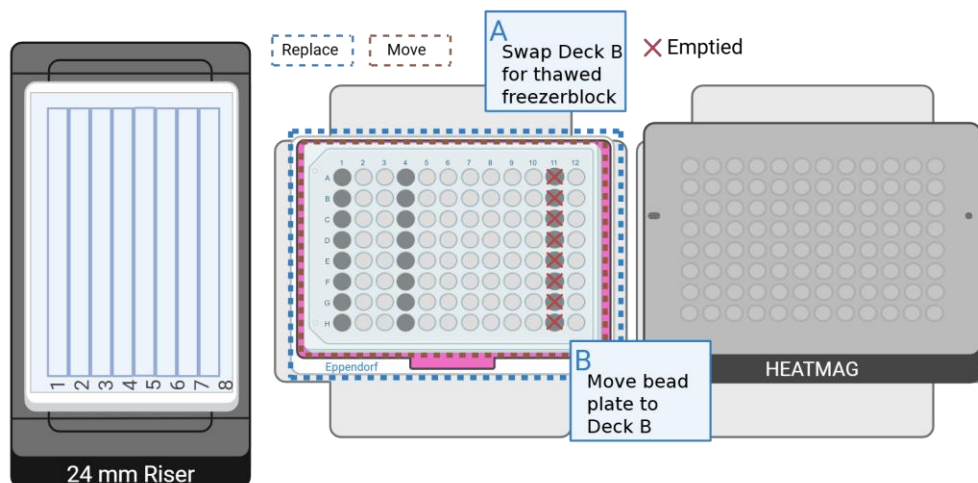 Replace
Move
A
Swap Deck B
for thawed
freezerblock
Emptied
1 2 3 4 5 6 7 8 9 10 11 12
A
B
C
D
E
F
G
H
Eppendorf
B
Move bead
plate to
Deck B
HEATMAG
1 2 3 4 5 6 7 8
24 mm Riser